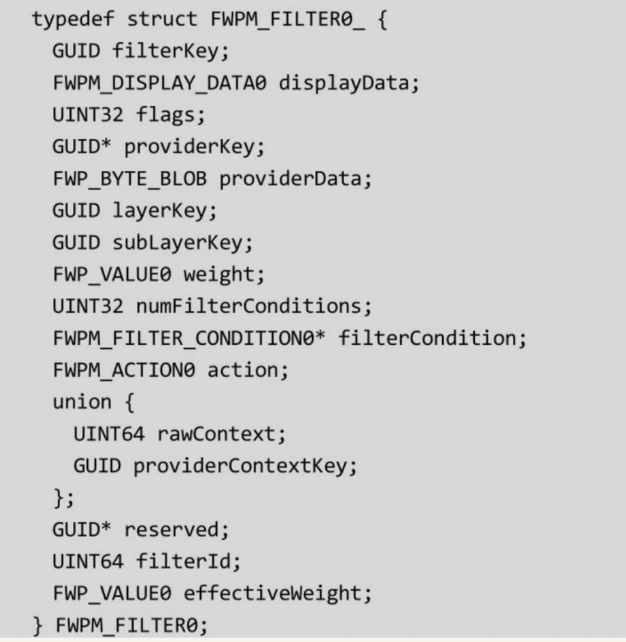 typedef struct FWPM_FILTER0_ {
  GUID filterKey;
  FWPM_DISPLAY_DATA0 displayData;
  UINT32 flags;
  GUID* providerKey;
  FWP_BYTE_BLOB providerData;
  GUID layerKey;
  GUID subLayerKey;
  FWP_VALUE0 weight;
  UINT32 numFilterConditions;
  FWPM_FILTER_CONDITION0* filterCondition;
  FWPM_ACTION0 action;
  union {
    UINT64 rawContext;
    GUID providerContextKey;
  };
  GUID* reserved;
  UINT64 filterId;
  FWP_VALUE0 effectiveWeight;
} FWPM_FILTER0;